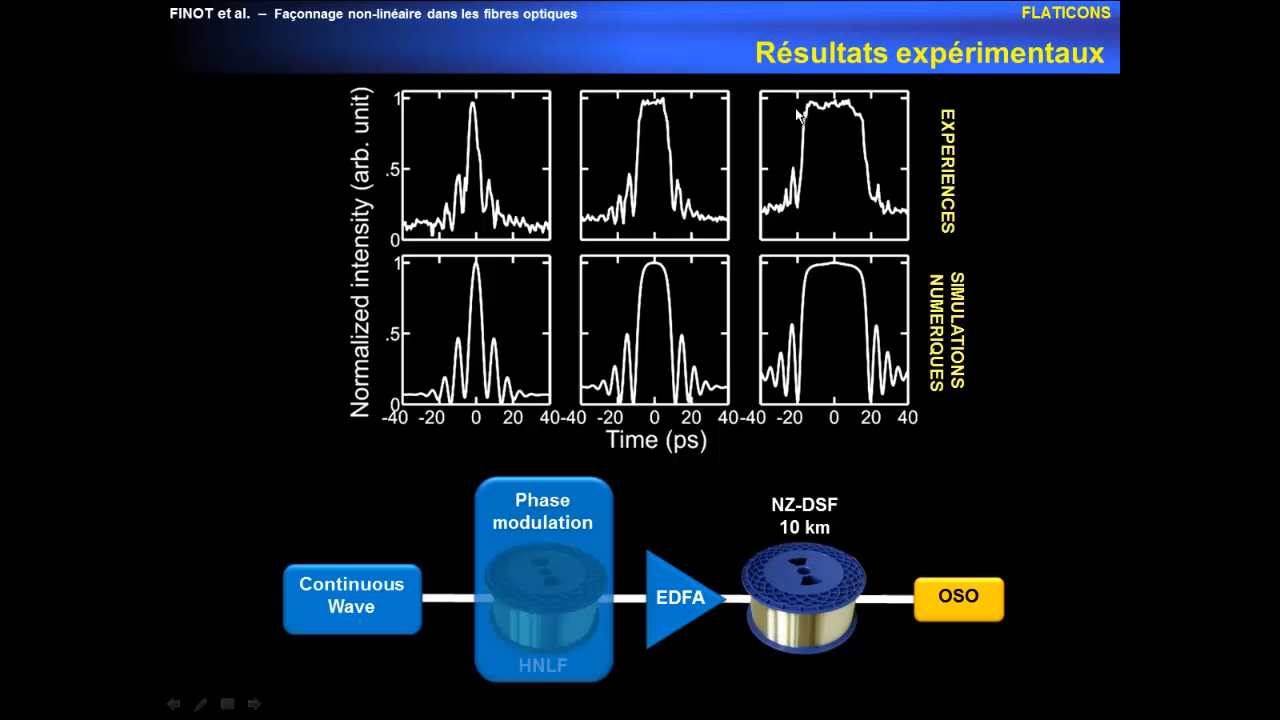 FINOT et al. – Façonnage non-linéaire dans les fibres optiques
FLATICONS
Résultats expérimentaux
Normalized intensity (arb. unit)
1
.5
0
EXPERIENCES
1
.5
0
SIMULATIONS
NUMERIQUES
-40 -20 0 20 40
-40 -20 0 20 40
-40 -20 0 20 40
Time (ps)
Phase
modulation
NZ-DSF
10 km
Continuous
Wave
EDFA
OSO
HNLF